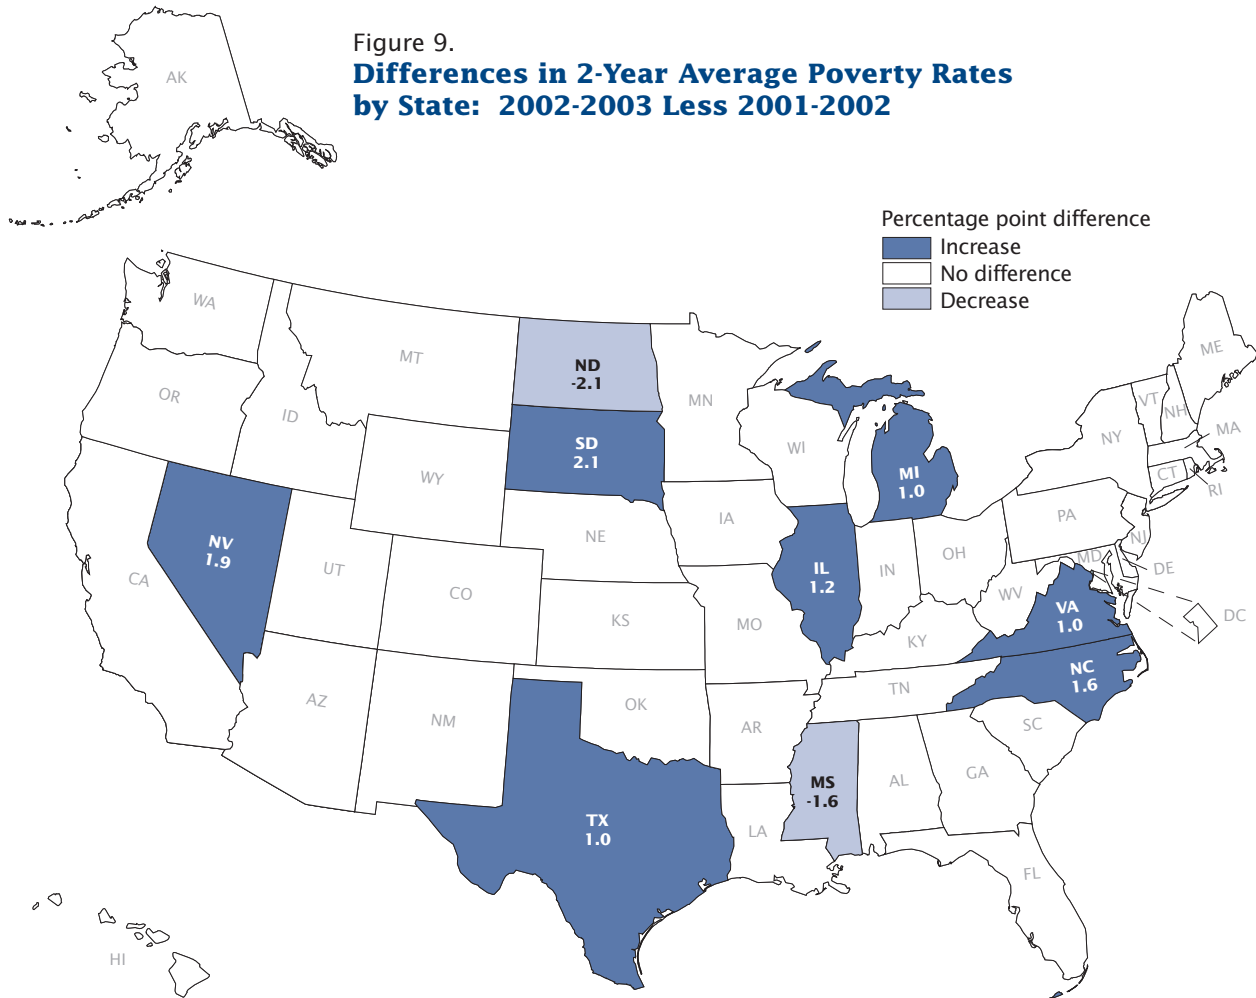 Figure 9.
Differences in 2-Year Average Poverty Rates
by State: 2002-2003 Less 2001-2002
AK
Percentage point difference
Increase
No difference
Decrease
WA
MT
ND
-2.1
MN
ME
OR
ID
VT
NH
SD
2.1
WI
NY
MA
WY
MI
1.0
CT
RI
IA
PA
NE
NV
1.9
NJ
OH
MD
DE
IL
1.2
IN
UT
CA
CO
WV
VA
1.0
DC
KS
MO
KY
NC
1.6
TN
AZ
NM
OK
AR
SC
GA
MS
-1.6
AL
TX
1.0
LA
FL
HI